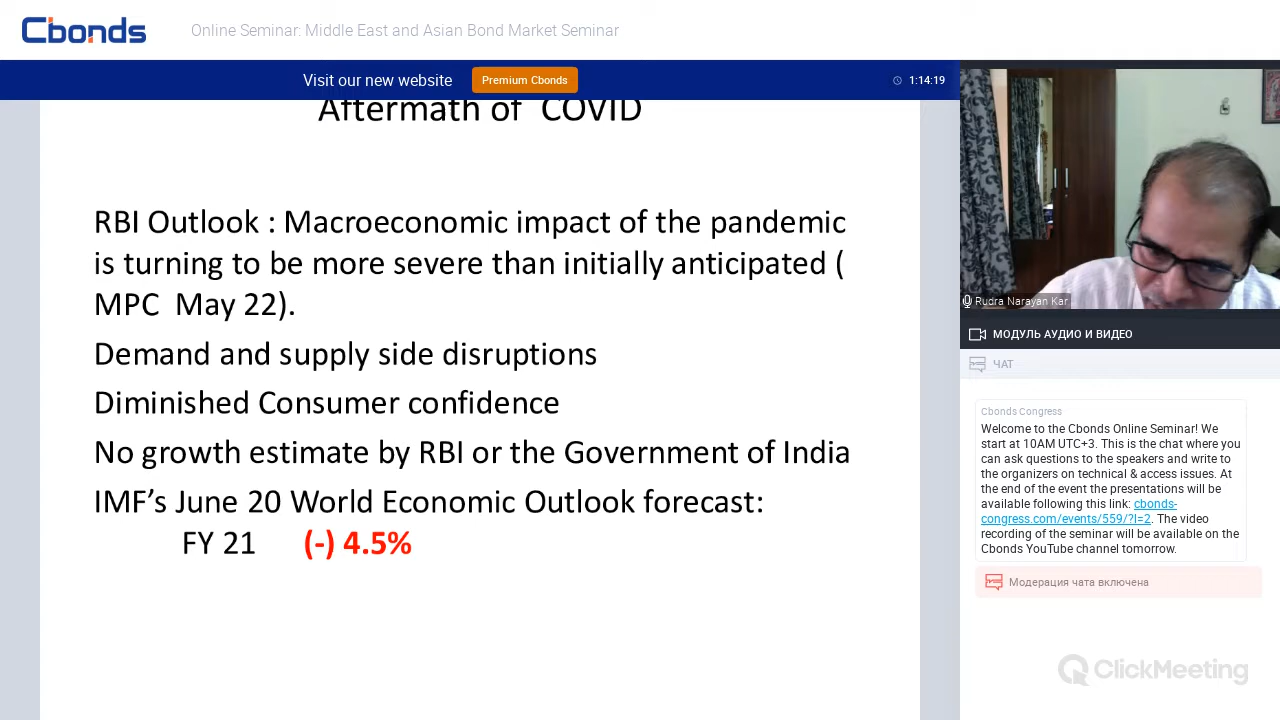 Cbonds
Online Seminar: Middle East and Asian Bond Market Seminar
Visit our new website
Premium Cbonds
1:14:19
Aftermath of COVID
RBI Outlook : Macroeconomic impact of the pandemic
is turning to be more severe than initially anticipated (
MPC May 22).
Demand and supply side disruptions
Diminished Consumer confidence
No growth estimate by RBI or the Government of India
IMF’s June 20 World Economic Outlook forecast:
FY 21 (-) 4.5%
Rudra Narayan Kar
МОДУЛЬ АУДИО И ВИДЕО
ЧАТ
Cbonds Congress
Welcome to the Cbonds Online Seminar! We
start at 10AM UTC+3. This is the chat where you
can ask questions to the speakers and write to
the organizers on technical & access issues. At
the end of the event the presentations will be
available following this link: cbonds-
congress.com/events/559/?l=2. The video
recording of the seminar will be available on the
Cbonds YouTube channel tomorrow.
Модерация чата включена
ClickMeeting